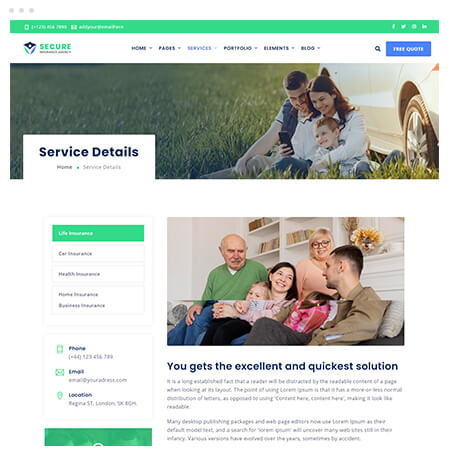 (+123) 456 7890 addyour@emailhere
SECURE
INSURANCE AGENCY
HOME PAGES SERVICES PORTFOLIO ELEMENTS BLOG
FREE QUOTE
Service Details
Home Service Details
Life Insurance
Car Insurance
Health Insurance
Home Insurance
Business Insurance
Phone
(+44) 123 456 789
Email
email@youradress.com
Location
Regina ST, London, SK 8GH.
You gets the excellent and quickest solution
It is a long established fact that a reader will be distracted by the readable content of a page
when looking at its layout. The point of using Lorem Ipsum is that it has a more-or-less normal
distribution of letters, as opposed to using 'Content here, content here', making it look like
readable.
Many desktop publishing packages and web page editors now use Lorem Ipsum as their
default model text, and a search for 'lorem ipsum' will uncover many web sites still in their
infancy. Various versions have evolved over the years, sometimes by accident.